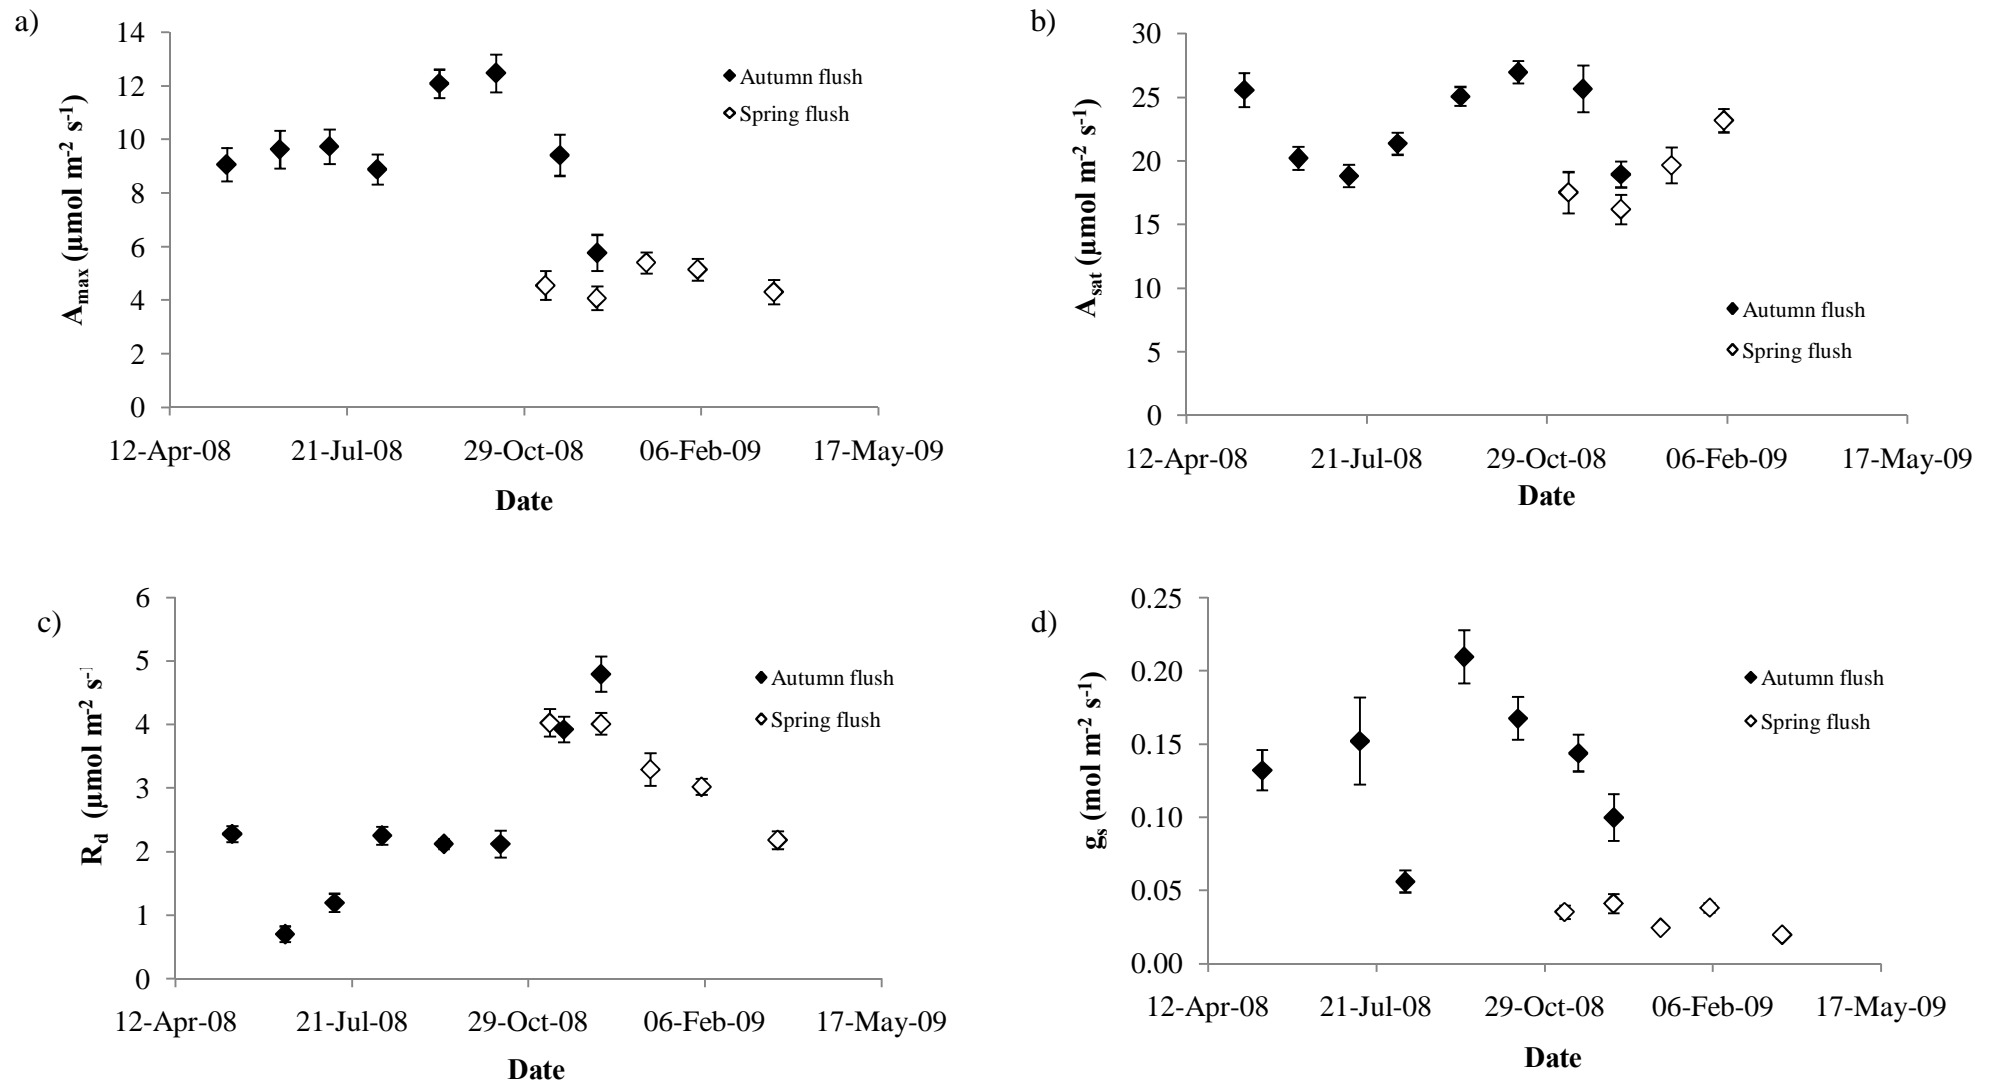 a)
14
12
10
8
6
4
2
0
Amax (µmol m-2 s-1)
Autumn flush
Spring flush
12-Apr-08 21-Jul-08 29-Oct-08 06-Feb-09 17-May-09
Date
b)
30
25
20
15
10
5
0
Asat (µmol m-2 s-1)
Autumn flush
Spring flush
12-Apr-08 21-Jul-08 29-Oct-08 06-Feb-09 17-May-09
Date
c)
6
5
4
3
2
1
0
Rd (µmol m-2 s-1
Autumn flush
Spring flush
12-Apr-08 21-Jul-08 29-Oct-08 06-Feb-09 17-May-09
Date
d)
0.25
0.20
0.15
0.10
0.05
0.00
gs (mol m-2 s-1)
Autumn flush
Spring flush
12-Apr-08 21-Jul-08 29-Oct-08 06-Feb-09 17-May-09
Date